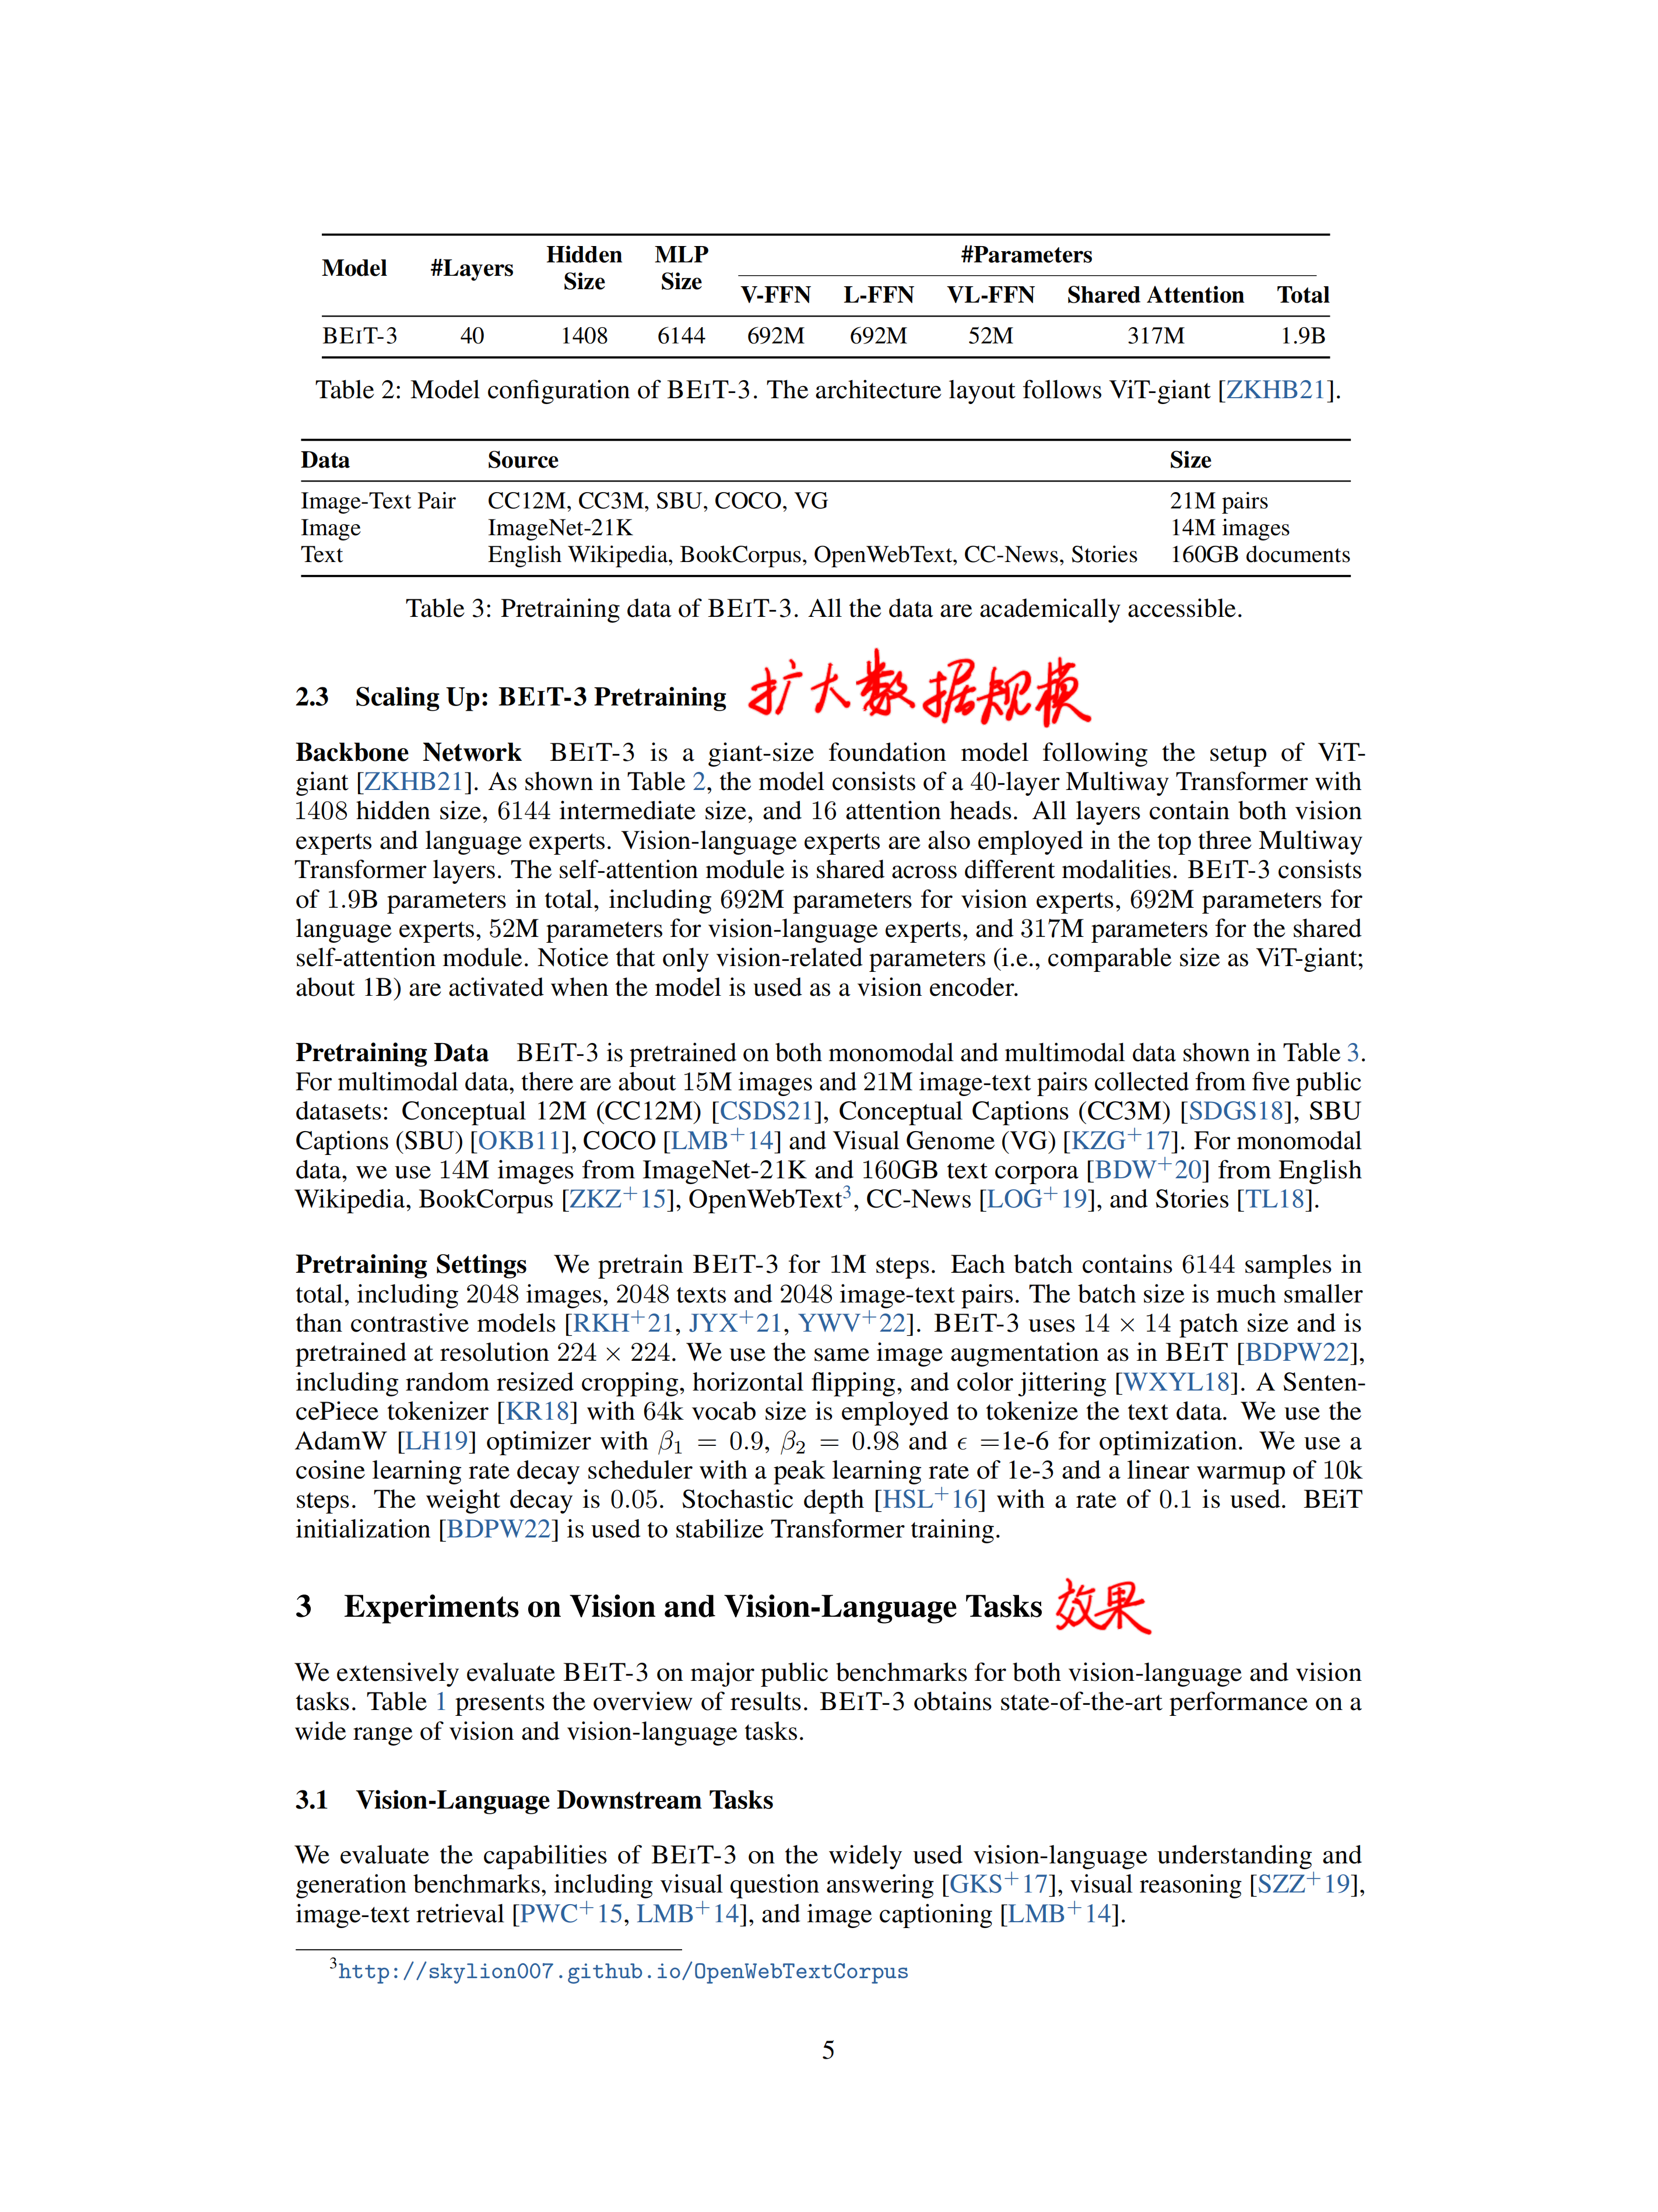 Model #Layers Hidden Size MLP Size #Parameters
V-FFN L-FFN VL-FFN Shared Attention Total
BEIT-3 40 1408 6144 692M 692M 52M 317M 1.9B
Table 2: Model configuration of BEIT-3. The architecture layout follows ViT-giant [ZKHB21].
Data Source Size
Image-Text Pair CC12M, CC3M, SBU, COCO, VG 21M pairs
Image ImageNet-21K 14M images
Text English Wikipedia, BookCorpus, OpenWebText, CC-News, Stories 160GB documents
Table 3: Pretraining data of BEIT-3. All the data are academically accessible.
2.3 Scaling Up: BEIT-3 Pretraining 扩大数据规模
Backbone Network BEIT-3 is a giant-size foundation model following the setup of ViT-
giant [ZKHB21]. As shown in Table 2, the model consists of a 40-layer Multiway Transformer with
1408 hidden size, 6144 intermediate size, and 16 attention heads. All layers contain both vision
experts and language experts. Vision-language experts are also employed in the top three Multiway
Transformer layers. The self-attention module is shared across different modalities. BEIT-3 consists
of 1.9B parameters in total, including 692M parameters for vision experts, 692M parameters for
language experts, 52M parameters for vision-language experts, and 317M parameters for the shared
self-attention module. Notice that only vision-related parameters (i.e., comparable size as ViT-giant;
about 1B) are activated when the model is used as a vision encoder.
Pretraining Data BEIT-3 is pretrained on both monomodal and multimodal data shown in Table 3.
For multimodal data, there are about 15M images and 21M image-text pairs collected from five public
datasets: Conceptual 12M (CC12M) [CSDS21], Conceptual Captions (CC3M) [SDGS18], SBU
Captions (SBU) [OKB11], COCO [LMB+14] and Visual Genome (VG) [KZG+17]. For monomodal
data, we use 14M images from ImageNet-21K and 160GB text corpora [BDW+20] from English
Wikipedia, BookCorpus [ZKZ+15], OpenWebText3, CC-News [LOG+19], and Stories [TL18].
Pretraining Settings We pretrain BEIT-3 for 1M steps. Each batch contains 6144 samples in
total, including 2048 images, 2048 texts and 2048 image-text pairs. The batch size is much smaller
than contrastive models [RKH+21, JYX+21, YWV+22]. BEIT-3 uses 14 × 14 patch size and is
pretrained at resolution 224 × 224. We use the same image augmentation as in BEIT [BDPW22],
including random resized cropping, horizontal flipping, and color jittering [WXYL18]. A Senten-
cePiece tokenizer [KR18] with 64k vocab size is employed to tokenize the text data. We use the
AdamW [LH19] optimizer with β1 = 0.9, β2 = 0.98 and ϵ =1e-6 for optimization. We use a
cosine learning rate decay scheduler with a peak learning rate of 1e-3 and a linear warmup of 10k
steps. The weight decay is 0.05. Stochastic depth [HSL+16] with a rate of 0.1 is used. BEiT
initialization [BDPW22] is used to stabilize Transformer training.
3 Experiments on Vision and Vision-Language Tasks 效果
We extensively evaluate BEIT-3 on major public benchmarks for both vision-language and vision
tasks. Table 1 presents the overview of results. BEIT-3 obtains state-of-the-art performance on a
wide range of vision and vision-language tasks.
3.1 Vision-Language Downstream Tasks
We evaluate the capabilities of BEIT-3 on the widely used vision-language understanding and
generation benchmarks, including visual question answering [GKS+17], visual reasoning [SZZ+19],
image-text retrieval [PWC+15, LMB+14], and image captioning [LMB+14].
3http://skylion007.github.io/OpenWebTextCorpus
5